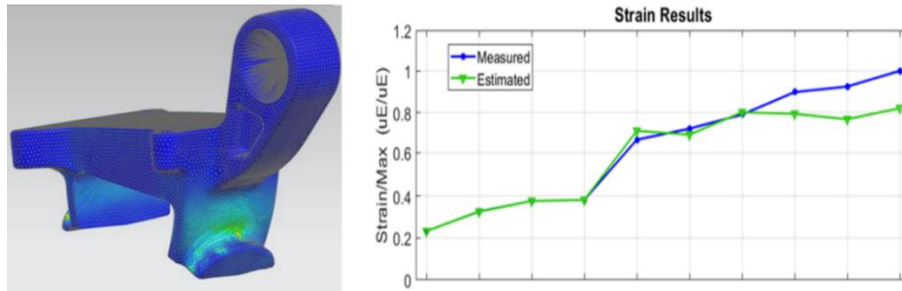 Strain Results
Strain/Max (uE/uE)
1.2
1
0.8
0.6
0.4
0.2
0
Measured
Estimated